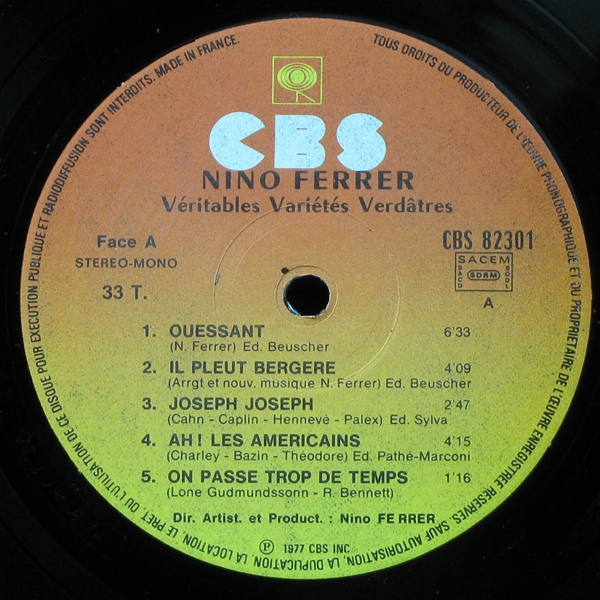 TOUS DROITS DU PRODUCTEUR DE L'ŒUVRE PHONOGRAPHIQUE ET DU PROPRIETAIRE DE L'ŒUVRE ENREGISTREE RESERVES. SAUF AUTORISATION, LA DUPLICATION, LA LOCATION, LE PRET, OU L'UTILISATION DE CE DISQUE POUR EXECUTION PUBLIQUE ET RADIODIFFUSION SONT INTERDITS. MADE IN FRANCE.
CBS
NINO FERRER
Véritables Variétés Verdâtres
Face A
STEREO-MONO
33 T.
CBS 82301
SACEM
SACD
SDRM
SGDL
A
1. OUESSANT 6'33
(N. Ferrer) Ed. Beuscher
2. IL PLEUT BERGERE 4'09
(Arrgt et nouv. musique N. Ferrer) Ed. Beuscher
3. JOSEPH JOSEPH 2'47
(Cahn - Caplin - Hennevé - Palex) Ed. Sylva
4. AH! LES AMERICAINS 4'15
(Charley - Bazin - Théodore) Ed. Pathé-Marconi
5. ON PASSE TROP DE TEMPS 1'16
(Lone Gudmundssonn - R. Bennett)
Dir. Artist. et Product. : Nino FE RRER
℗ 1977 CBS INC.